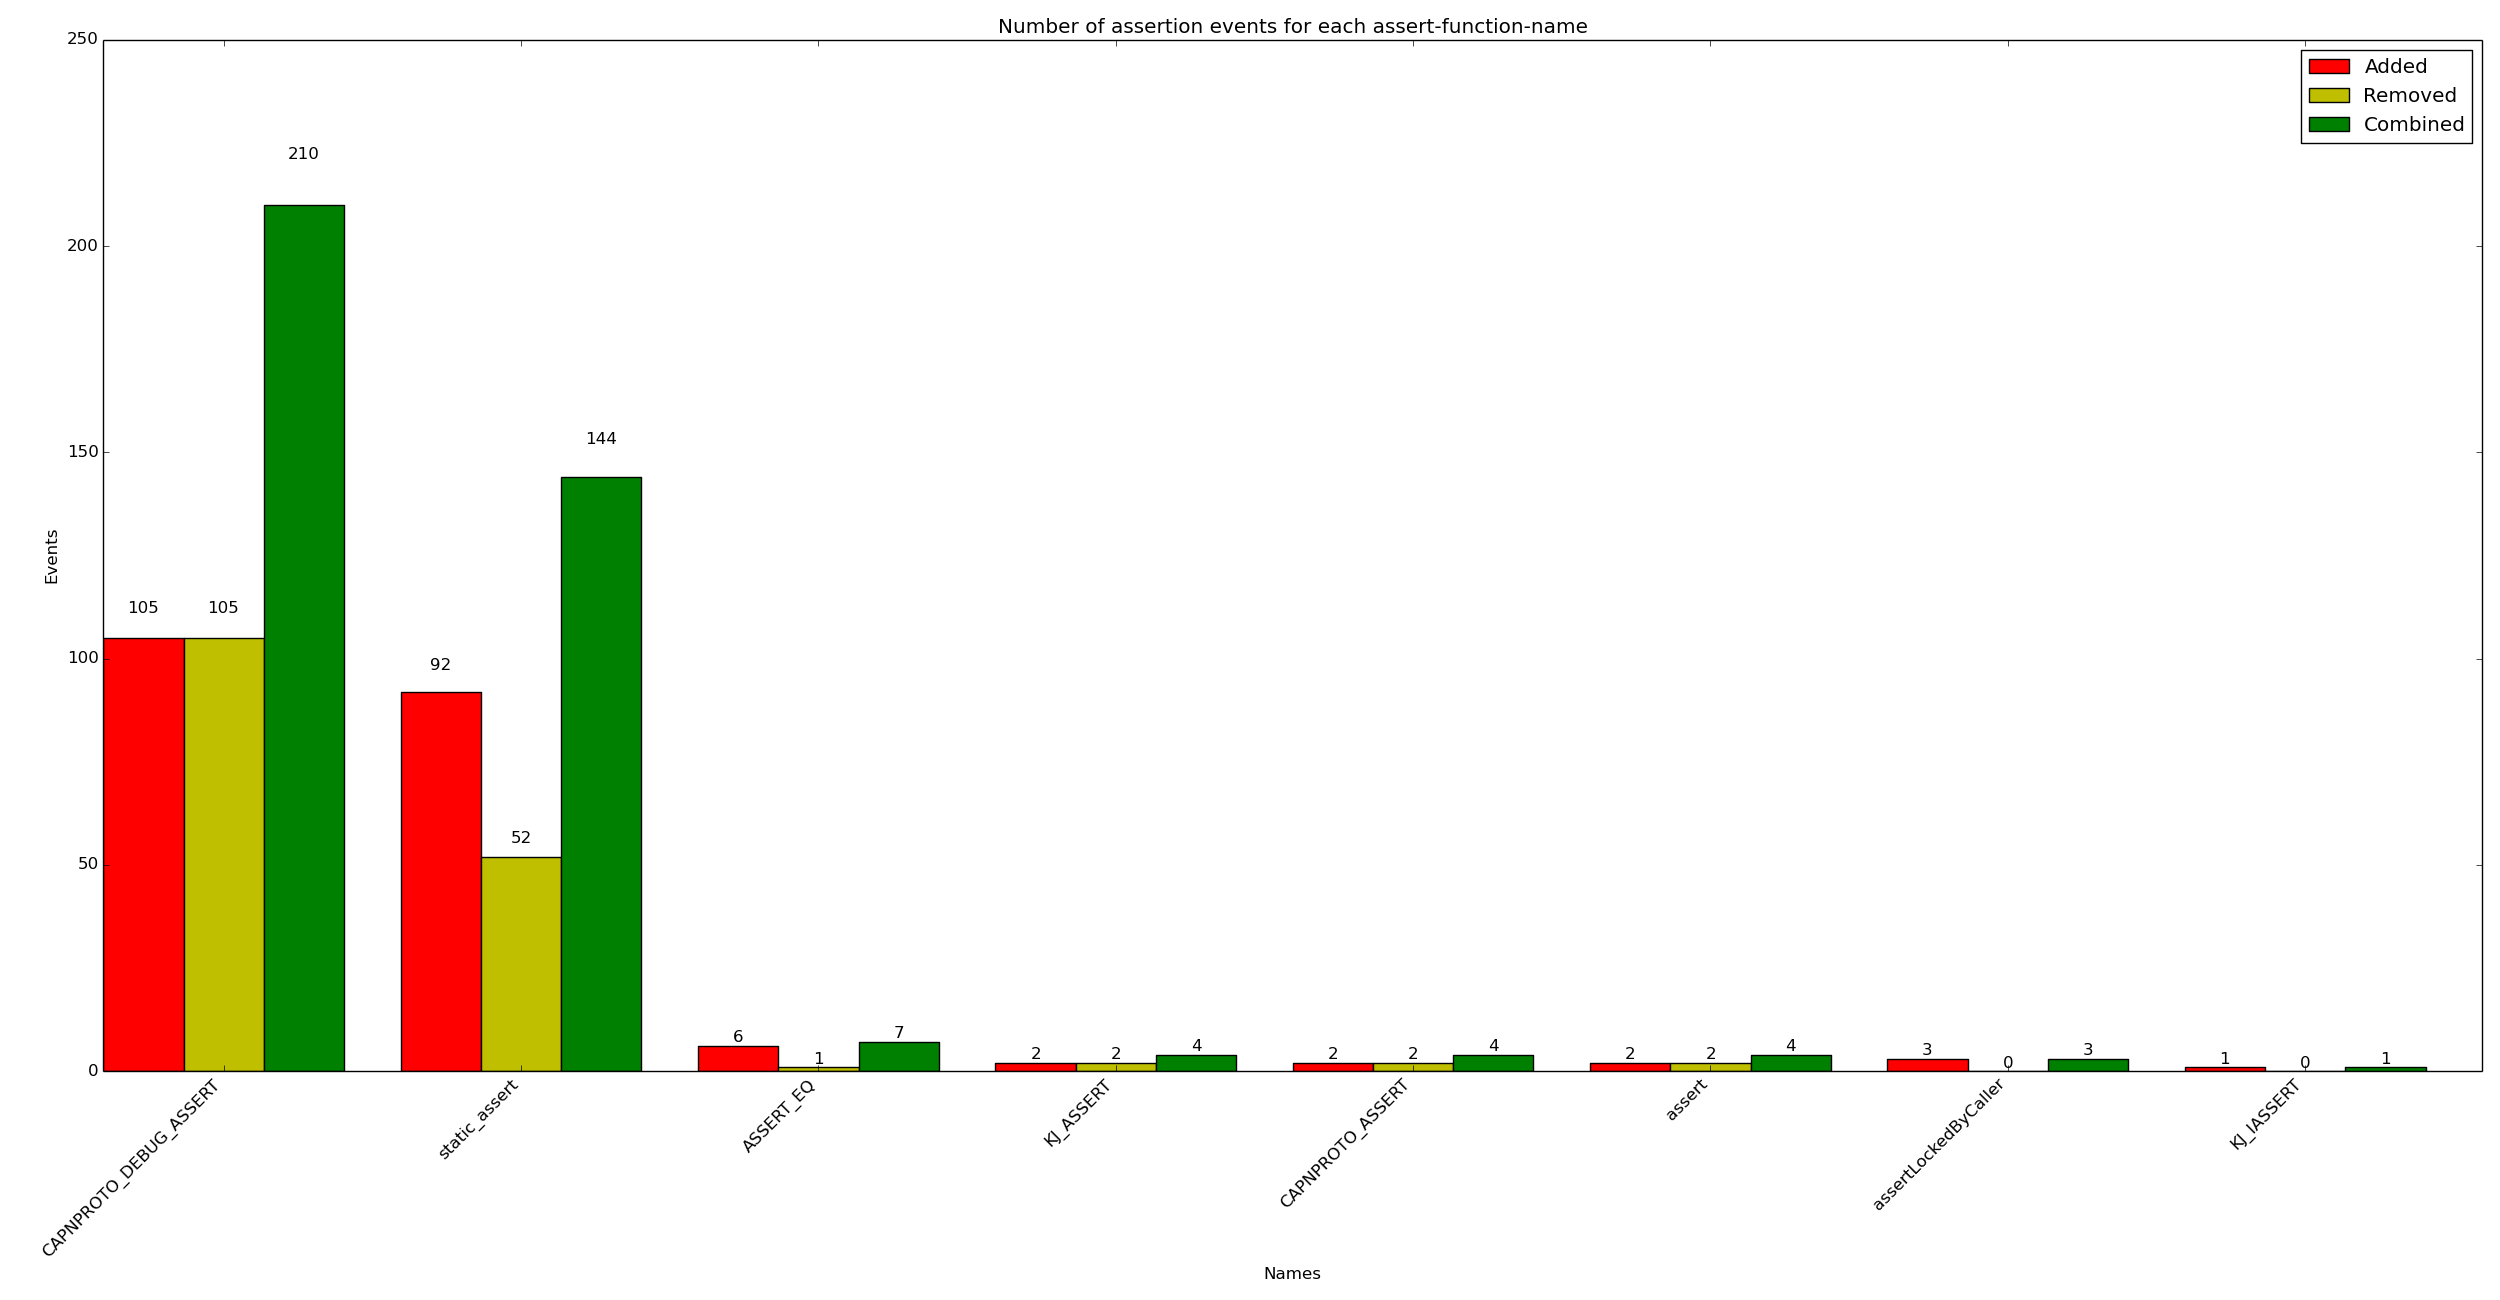 Number of assertion events for each assert-function-name
250
200
150
100
50
0
Events
Added
Removed
Combined
105
105
210
92
52
144
6
1
7
2
2
4
2
2
4
2
2
4
3
0
3
1
0
1
CAPNPROTO_DEBUG_ASSERT
static_assert
ASSERT_EQ
KJ_ASSERT
CAPNPROTO_ASSERT
assert
assertLockedByCaller
KJ_IASSERT
Names